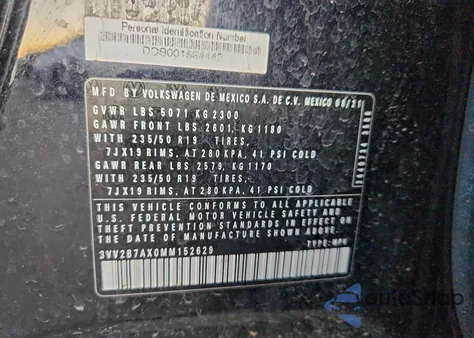 Personal Identification Number
MFD. BY VOLKSWAGEN DE MEXICO S.A. DE C.V. MEXICO 06/21
GVWR LBS 5071 KG 2300
GAWR FRONT LBS 2601, KG 1180
WITH 235/50 R19 TIRES,
7JX19 RIMS, AT 280 KPA, 41 PSI COLD
GAWR REAR LBS 2579, KG 1170
WITH 235/50 R19 TIRES,
7JX19 RIMS, AT 280 KPA, 41 PSI COLD
THIS VEHICLE CONFORMS TO ALL APPLICABLE
U.S. FEDERAL MOTOR VEHICLE SAFETY AND
THEFT PREVENTION STANDARDS IN EFFECT
ON THE DATE OF MANUFACTURE SHOWN ABOVE
3VV2B7AX0MM152629 TYPE: MPV